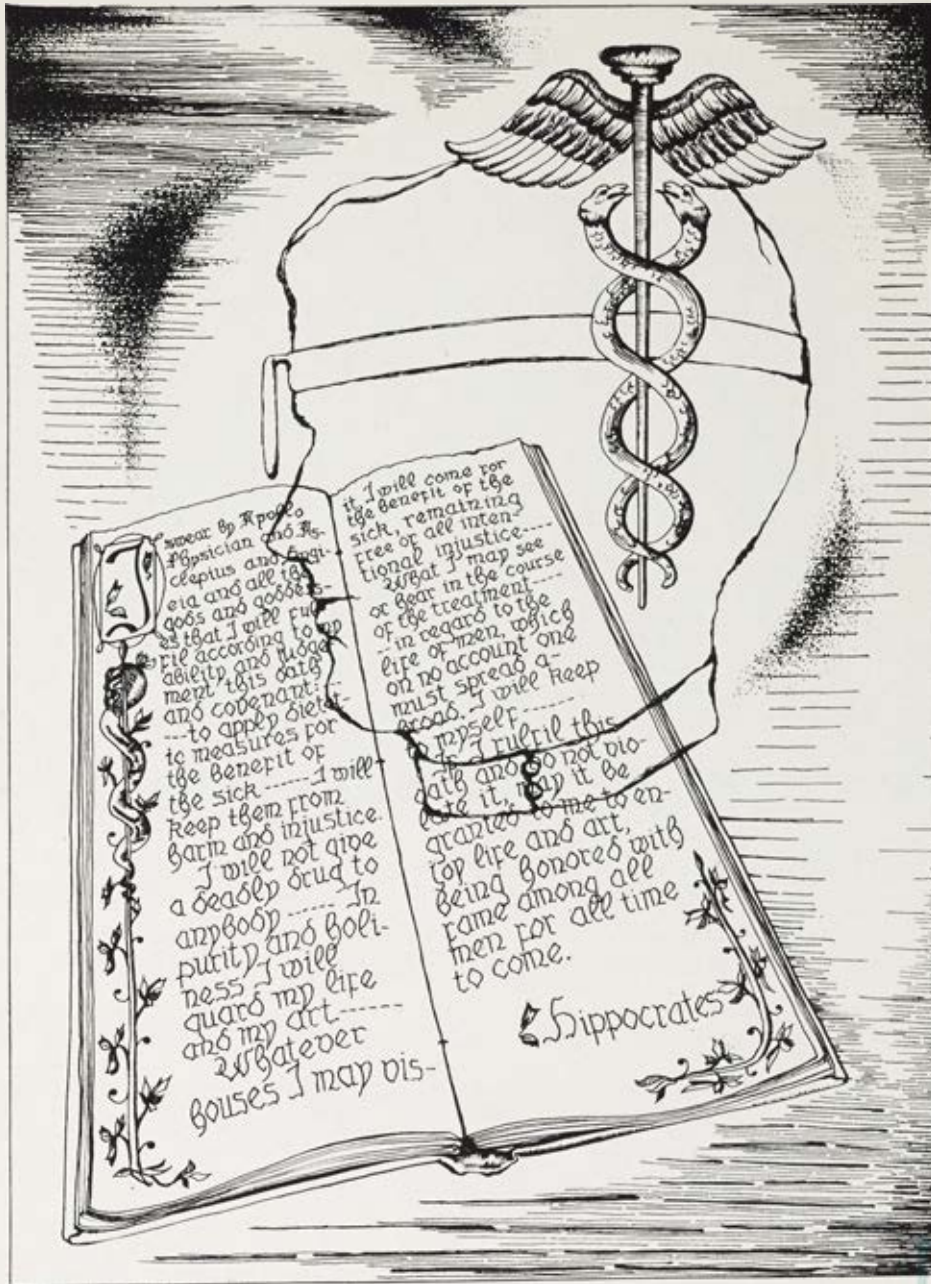 I swear by Apollo
Physician and As-
clepius and Hygi-
eia and all the
gods and goddess-
es that I will ful-
fil according to my
ability and judge
ment this oath
and covenant:--
---to apply dietet-
ic measures for
the benefit of
the sick ----- I will
keep them from
harm and injustice.
I will not give
a deadly drug to
anybody ----- In
purity and holi-
ness I will
guard my life
and my art------
Whatever
houses I may vis-
it, I will come for
the benefit of the
sick, remaining
free of all inten-
tional injustice----
What I may see
or hear in the course
of the treatment----
-- in regard to the
life of men, which
on no account one
must spread a-
broad, I will keep
to myself -----
If I fulfil this
oath and do not vio-
late it, may it be
granted to me to en-
joy life and art,
being honored with
fame among all
men for all time
to come.
Hippocrates